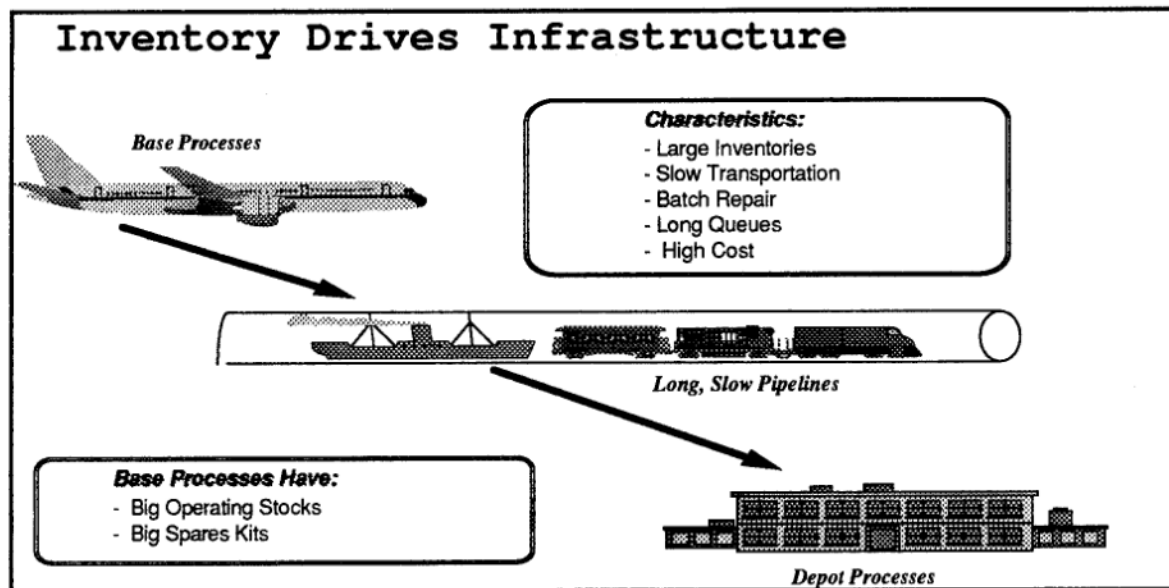 Inventory Drives Infrastructure
Base Processes
Characteristics:
- Large Inventories
- Slow Transportation
- Batch Repair
- Long Queues
- High Cost
Long, Slow Pipelines
Base Processes Have:
- Big Operating Stocks
- Big Spares Kits
Depot Processes